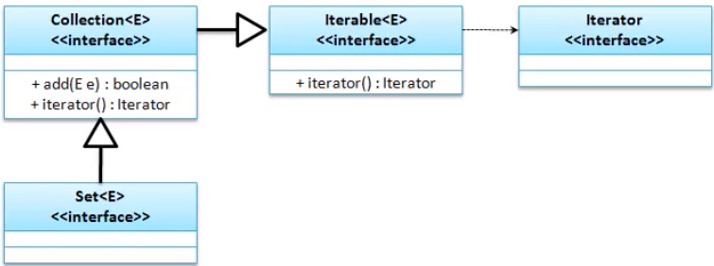 Collection<E>
<<interface>>
+ add(E e) : boolean
+ iterator() : Iterator
Iterable<E>
<<interface>>
+ iterator() : Iterator
Iterator
<<interface>>
Set<E>
<<interface>>